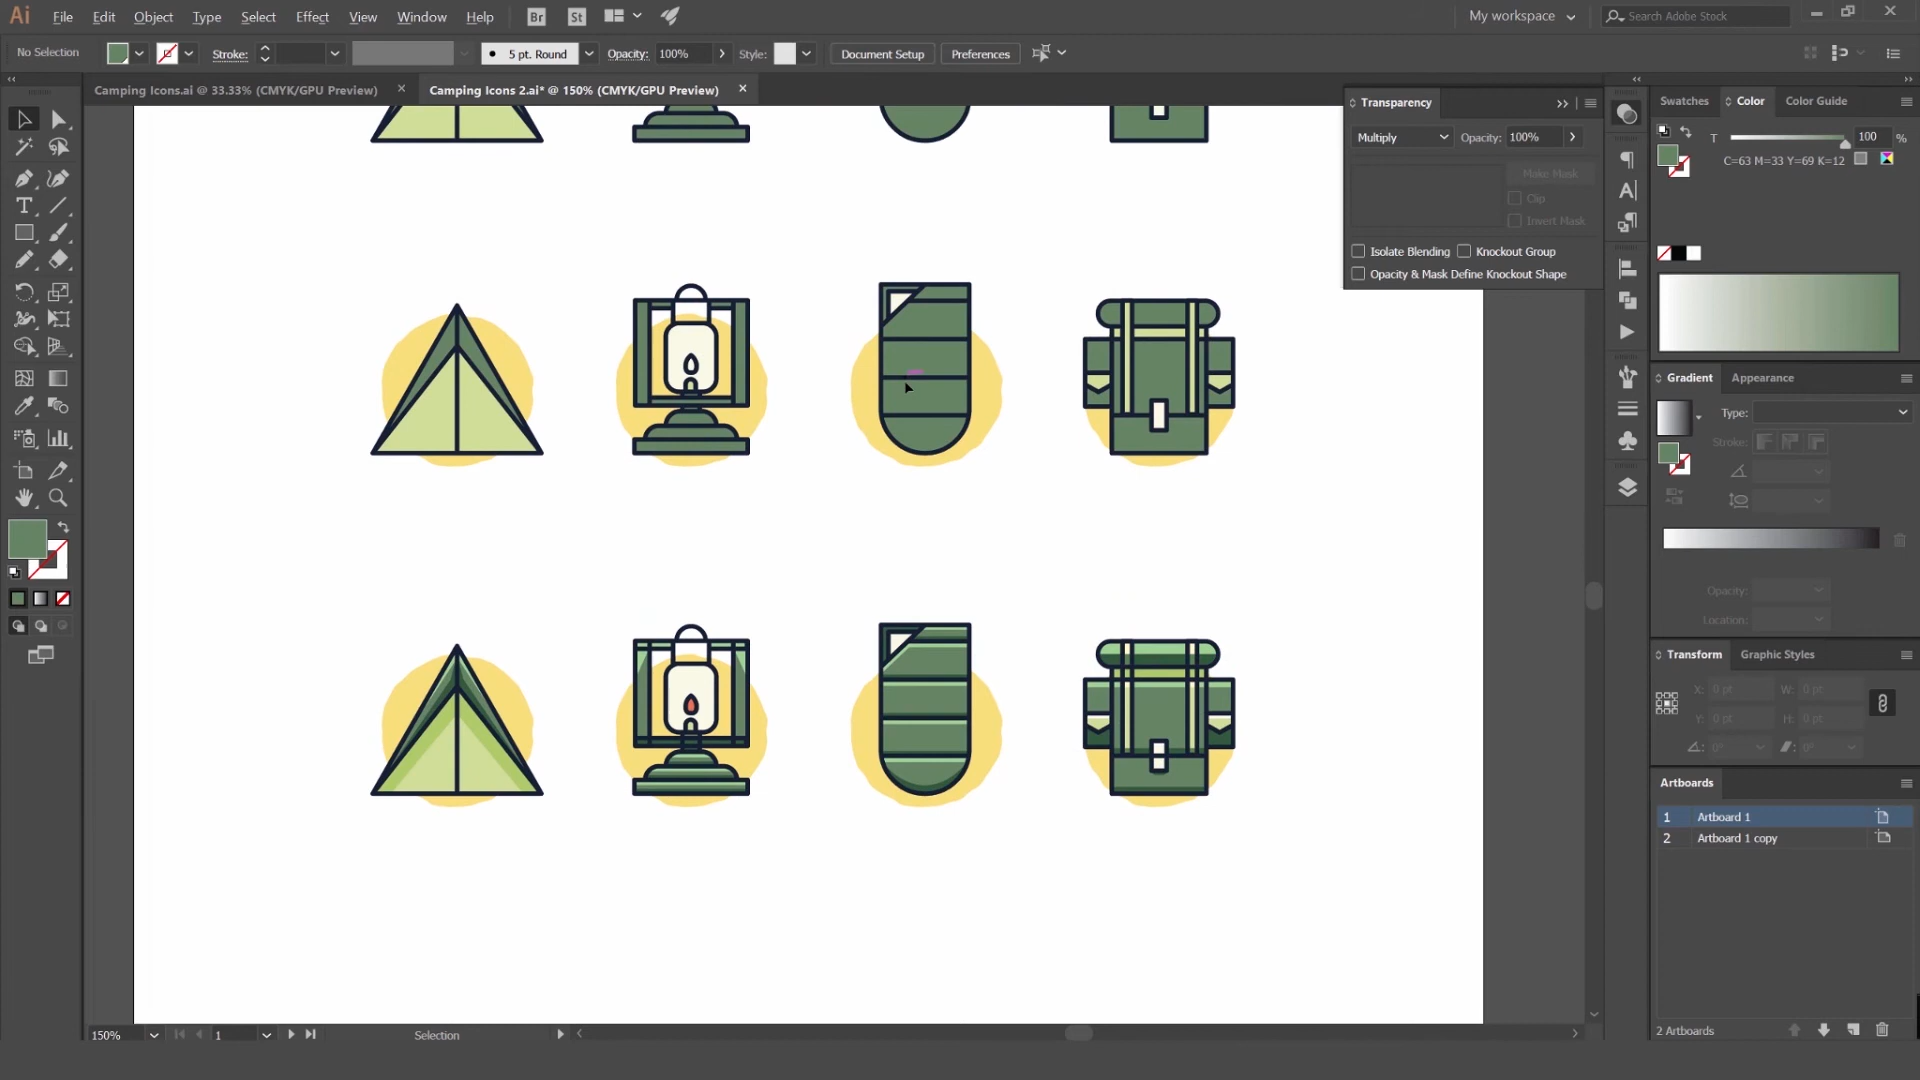 Ai File Edit Object Type Select Effect View Window Help Br St My workspace Search Adobe Stock
No Selection Stroke: 5 pt. Round Opacity: 100% Style: Document Setup Preferences
Camping Icons.ai @ 33.33% (CMYK/GPU Preview) × Camping Icons 2.ai* @ 150% (CMYK/GPU Preview) ×
Transparency
Multiply Opacity: 100%
Make Mask
Clip
Invert Mask
Isolate Blending Knockout Group
Opacity & Mask Define Knockout Shape
Swatches Color Color Guide
T 100 %
C=63 M=33 Y=69 K=12
Gradient Appearance
Type:
Stroke:
Opacity:
Location:
Transform Graphic Styles
X: 0 pt W: 0 pt
Y: 0 pt H: 0 pt
0° 0°
Artboards
1 Artboard 1
2 Artboard 1 copy
2 Artboards
150% 1 Selection